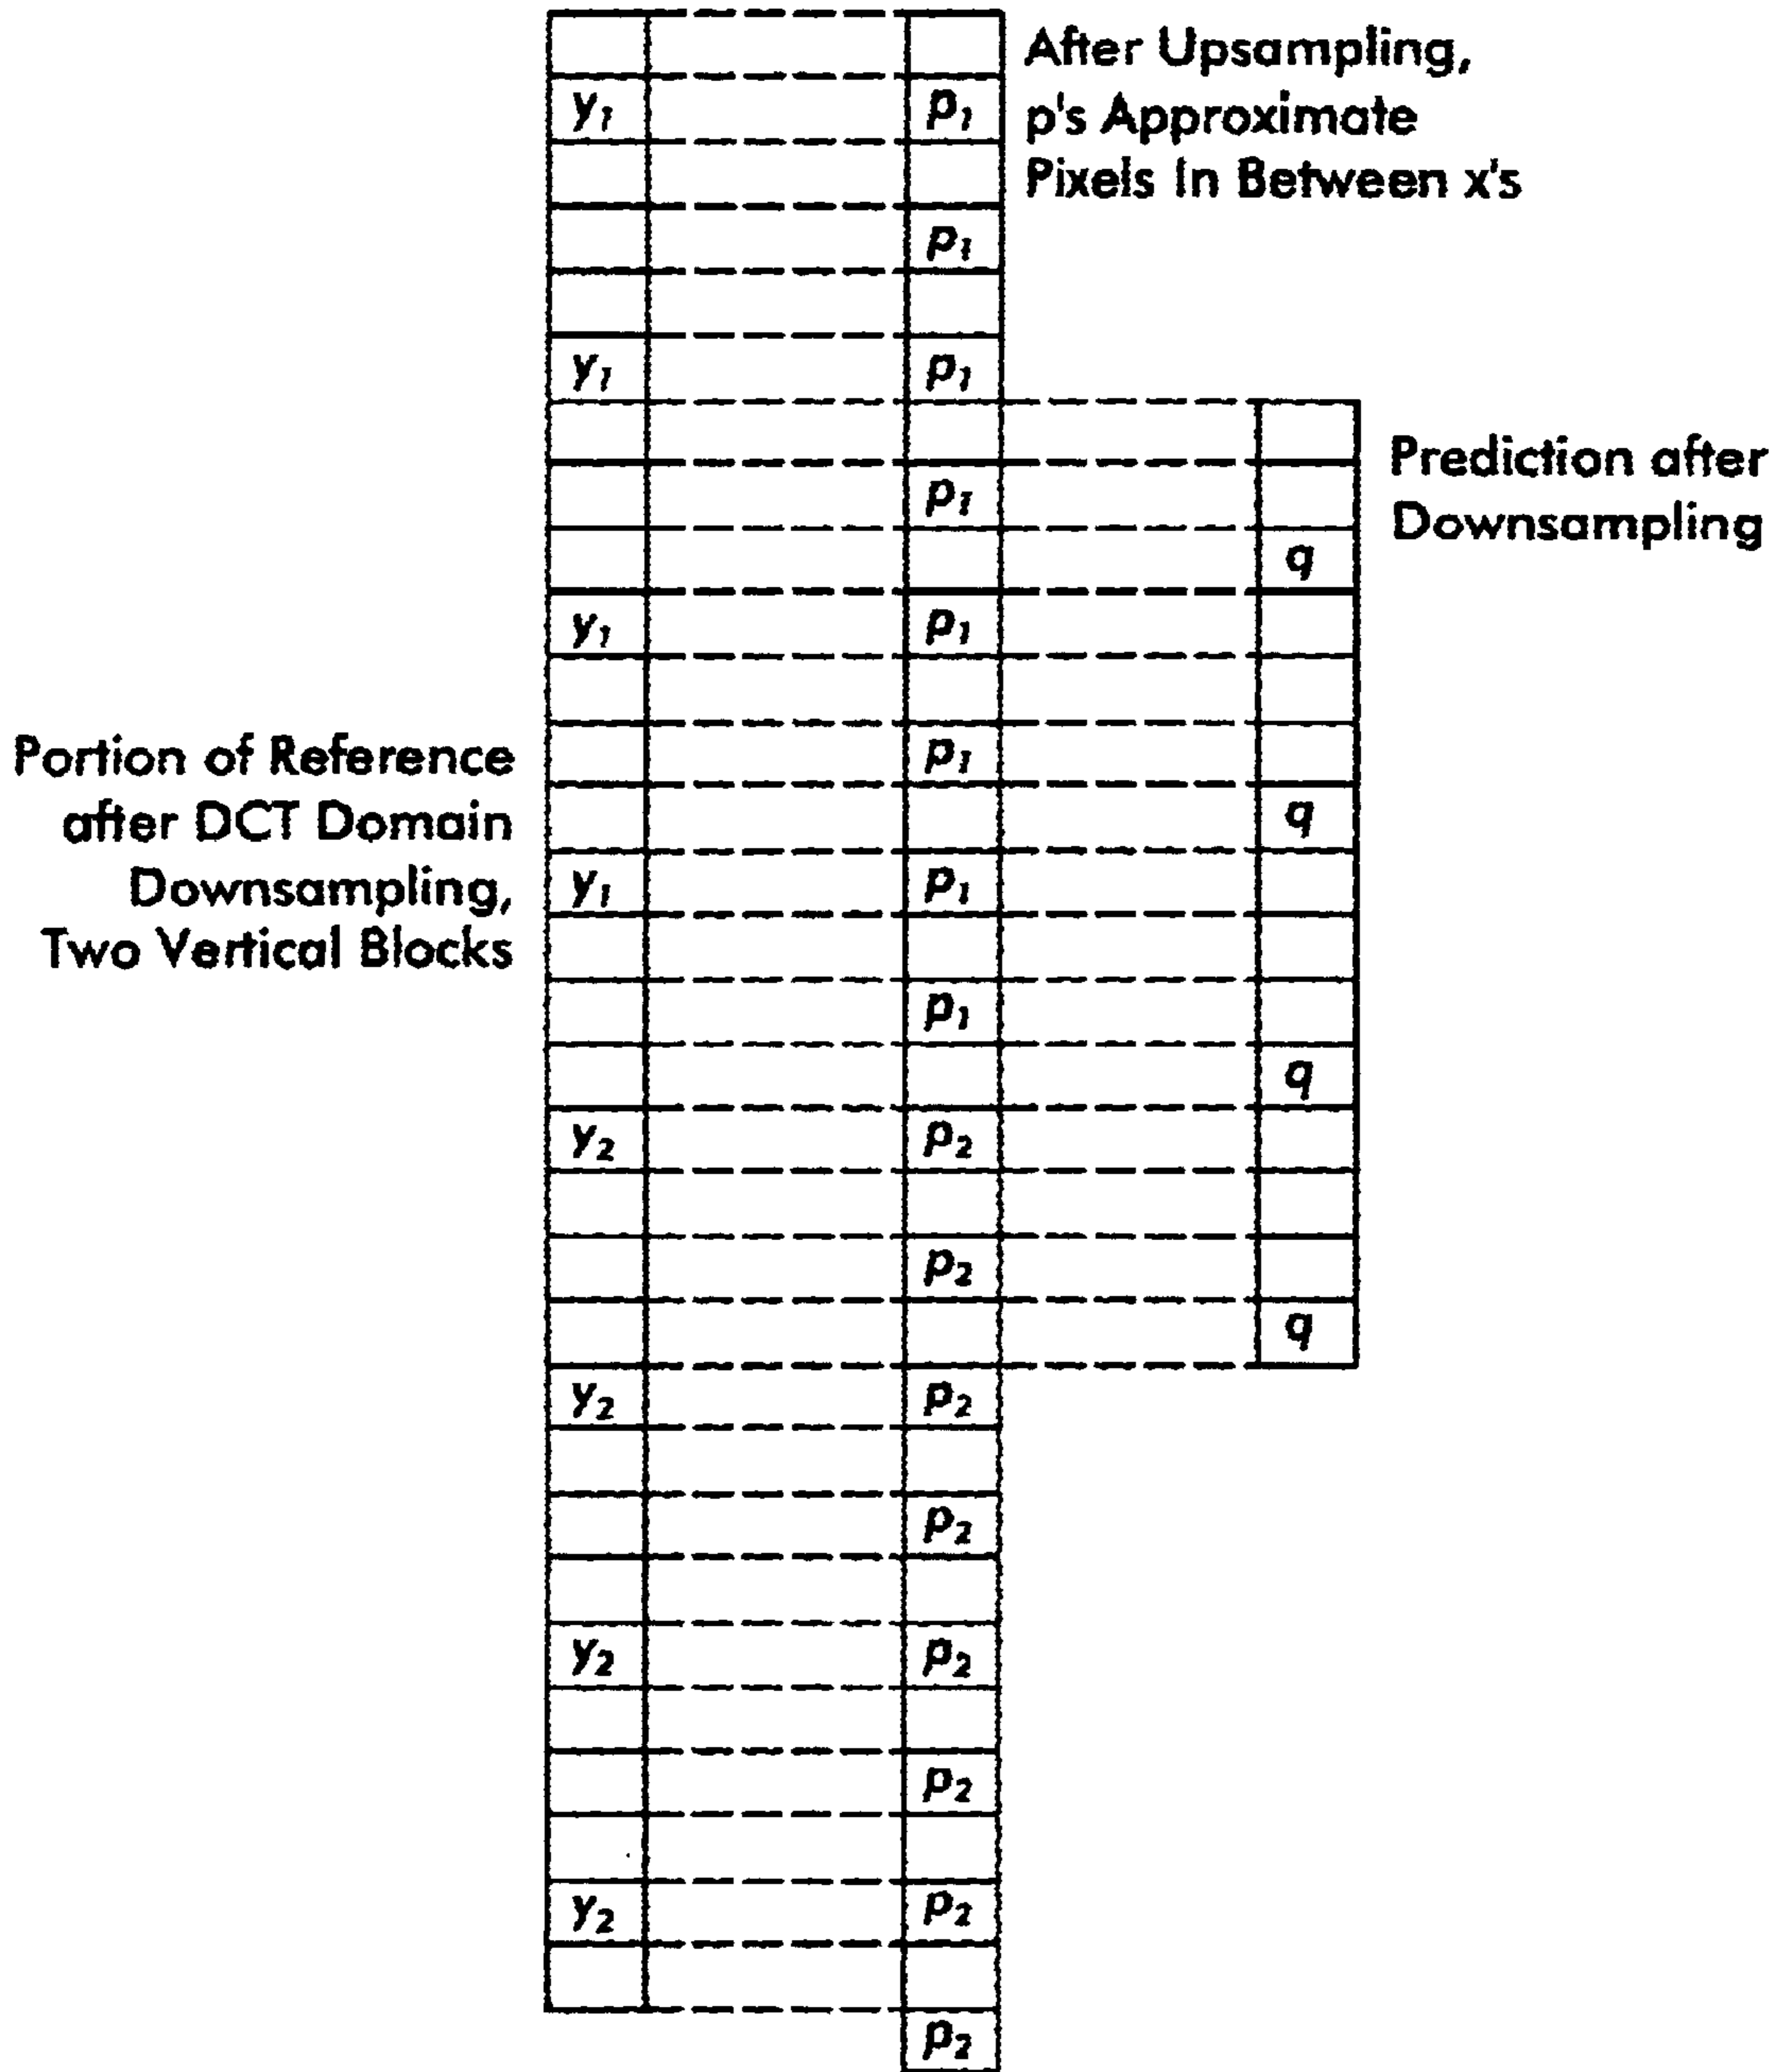 After Upsampling,
p's Approximate
Pixels In Between x's
y₁ p₁
p₁
y₁ p₁
Prediction after
Downsampling
p₁
q
y₁ p₁
Portion of Reference
after DCT Domain
Downsampling,
Two Vertical Blocks
p₁
q
y₁ p₁
p₁
q
y₂ p₂
p₂
q
y₂ p₂
p₂
y₂ p₂
p₂
y₂ p₂
p₂